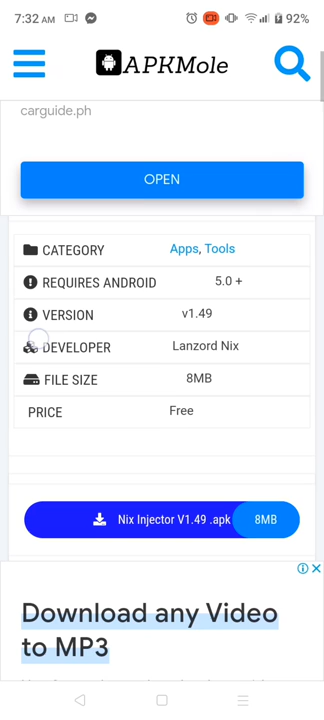 7:32 AM 92%
APKMole
carguide.ph
OPEN
CATEGORY Apps, Tools
REQUIRES ANDROID 5.0 +
VERSION v1.49
DEVELOPER Lanzord Nix
FILE SIZE 8MB
PRICE Free
Nix Injector V1.49 .apk 8MB
Download any Video
to MP3